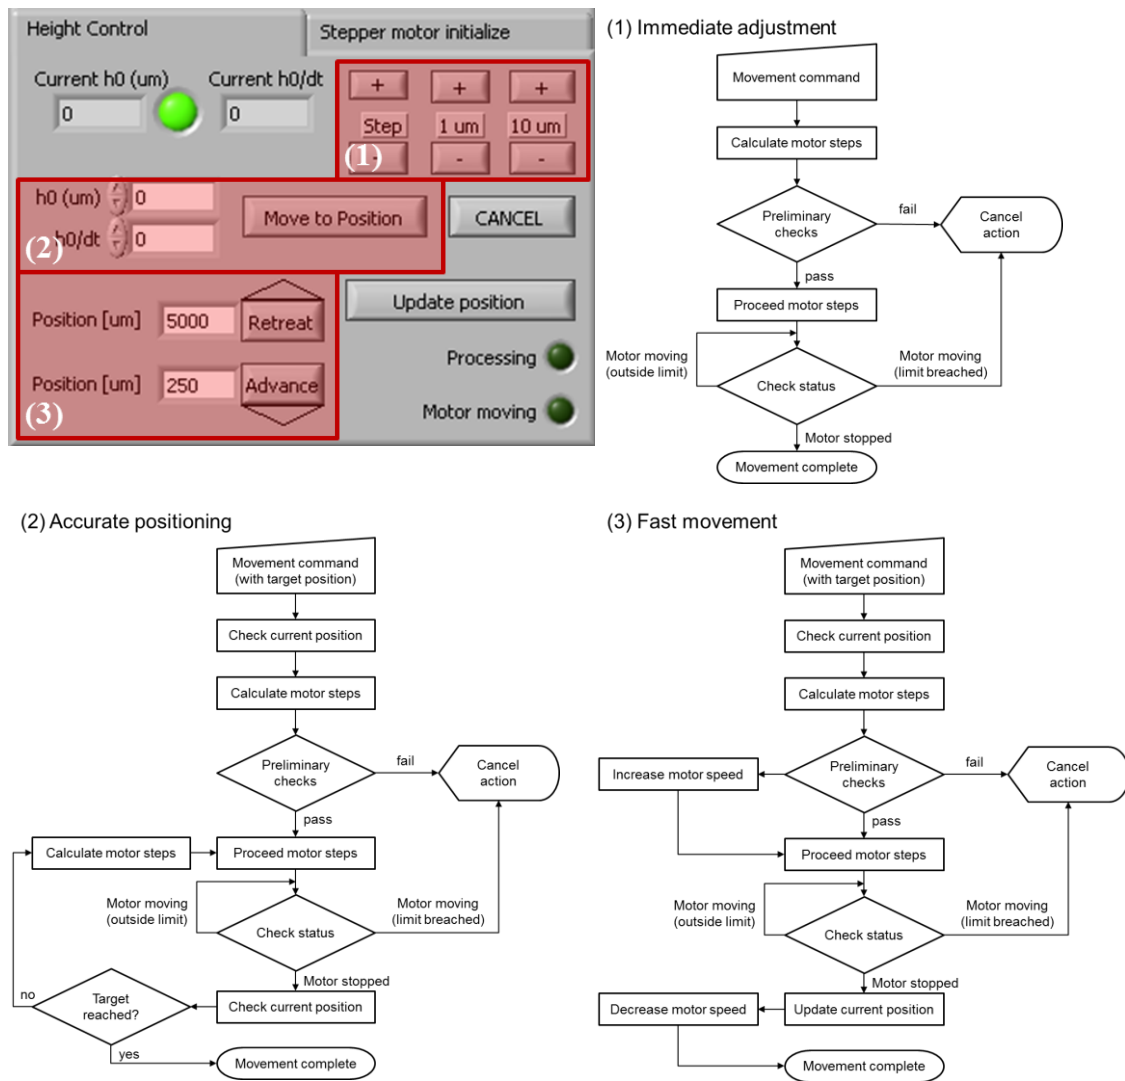 Height Control
Stepper motor initialize
Current h0 (um)
Current h0/dt
0
0
+
+
+
Step
1 um
10 um
-
-
-
(1)
h0 (um)
0
h0/dt
0
(2)
Move to Position
CANCEL
Position [um]
5000
Retreat
Update position
Position [um]
250
Advance
(3)
Processing
Motor moving
(1) Immediate adjustment
Movement command
Calculate motor steps
Preliminary
checks
fail
Cancel
action
pass
Proceed motor steps
Motor moving
(outside limit)
Check status
Motor moving
(limit breached)
Motor stopped
Movement complete
(2) Accurate positioning
Movement command
(with target position)
Check current position
Calculate motor steps
Preliminary
checks
fail
Cancel
action
pass
Calculate motor steps
Proceed motor steps
Motor moving
(outside limit)
Check status
Motor moving
(limit breached)
Motor stopped
Check current position
Target
reached?
no
yes
Movement complete
(3) Fast movement
Movement command
(with target position)
Check current position
Calculate motor steps
Preliminary
checks
fail
Cancel
action
Increase motor speed
pass
Proceed motor steps
Motor moving
(outside limit)
Check status
Motor moving
(limit breached)
Motor stopped
Update current position
Decrease motor speed
Movement complete